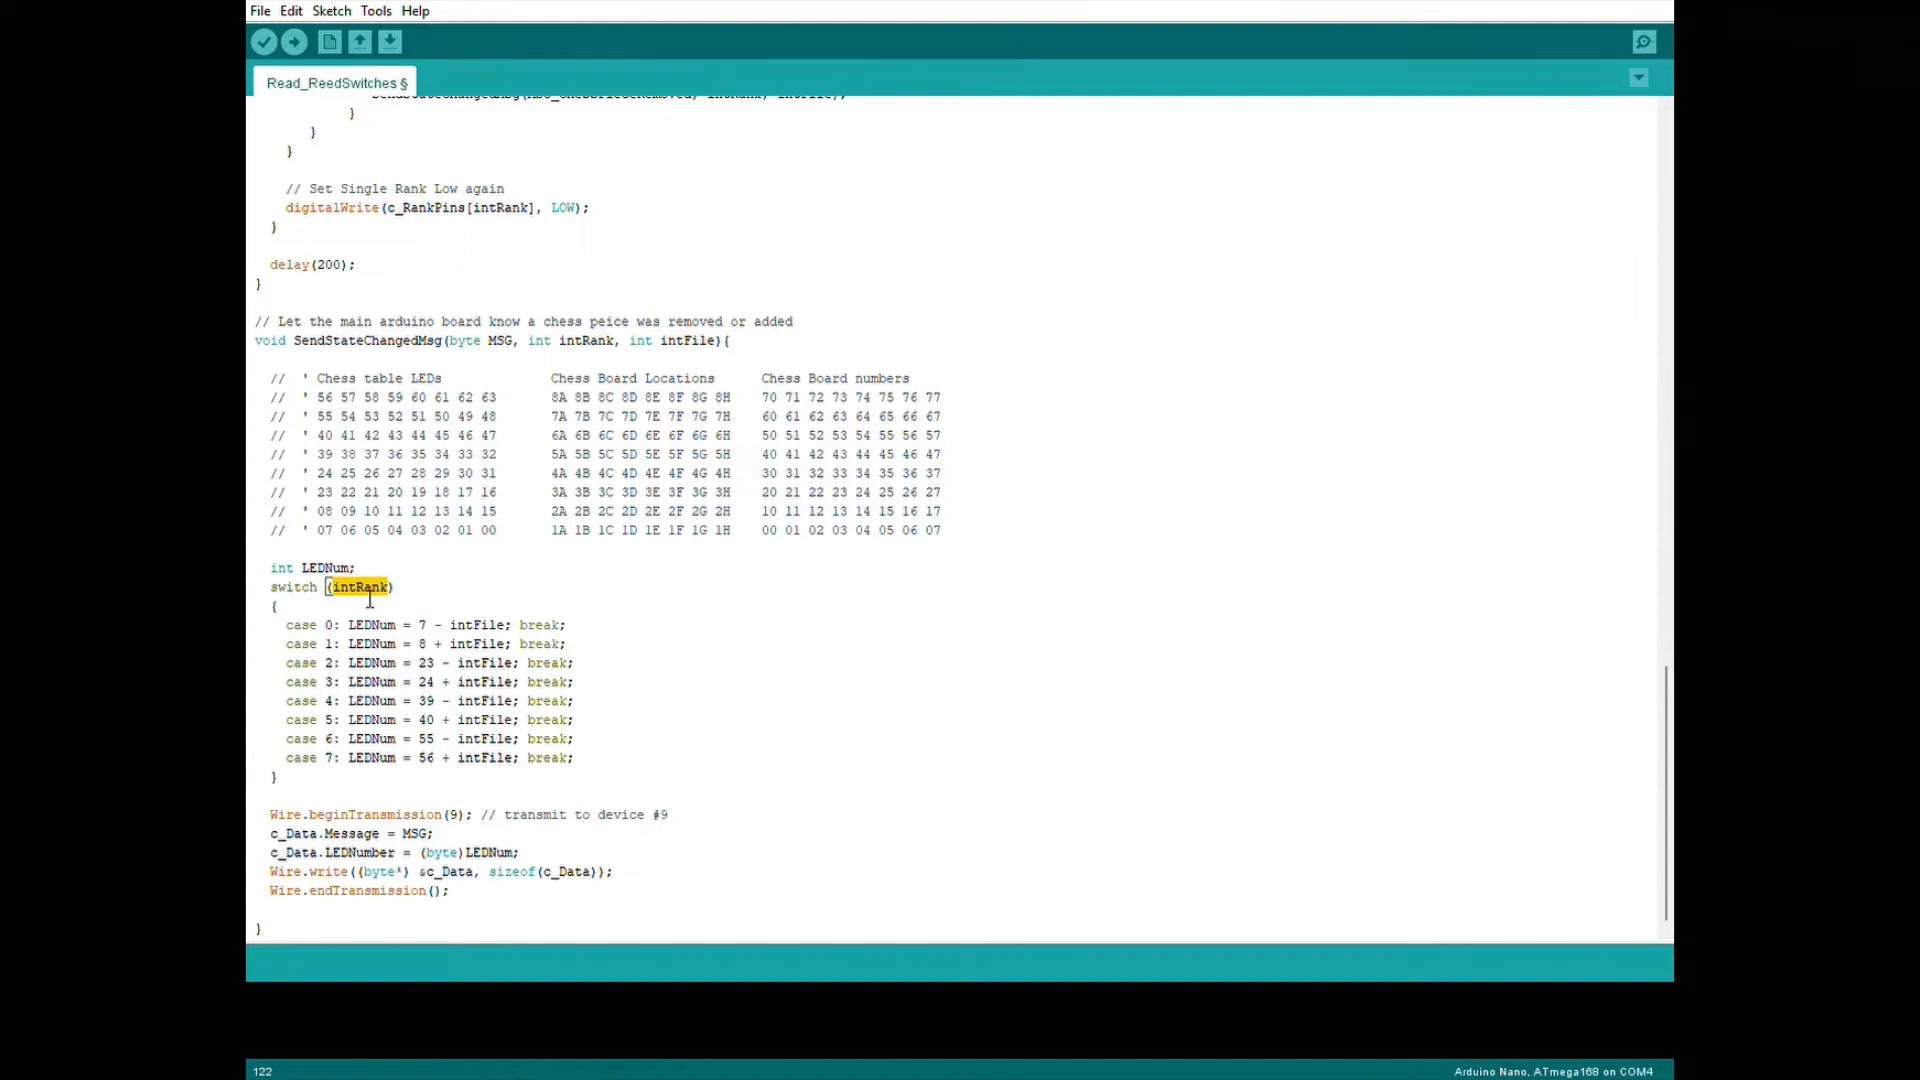 File Edit Sketch Tools Help
Read_ReedSwitches §
}
}
}
// Set Single Rank Low again
digitalWrite(c_RankPins[intRank], LOW);
}
delay(200);
}
// Let the main arduino board know a chess peice was removed or added
void SendStateChangedMsg(byte MSG, int intRank, int intFile){
// ' Chess table LEDs Chess Board Locations Chess Board numbers
// ' 56 57 58 59 60 61 62 63 8A 8B 8C 8D 8E 8F 8G 8H 70 71 72 73 74 75 76 77
// ' 55 54 53 52 51 50 49 48 7A 7B 7C 7D 7E 7F 7G 7H 60 61 62 63 64 65 66 67
// ' 40 41 42 43 44 45 46 47 6A 6B 6C 6D 6E 6F 6G 6H 50 51 52 53 54 55 56 57
// ' 39 38 37 36 35 34 33 32 5A 5B 5C 5D 5E 5F 5G 5H 40 41 42 43 44 45 46 47
// ' 24 25 26 27 28 29 30 31 4A 4B 4C 4D 4E 4F 4G 4H 30 31 32 33 34 35 36 37
// ' 23 22 21 20 19 18 17 16 3A 3B 3C 3D 3E 3F 3G 3H 20 21 22 23 24 25 26 27
// ' 08 09 10 11 12 13 14 15 2A 2B 2C 2D 2E 2F 2G 2H 10 11 12 13 14 15 16 17
// ' 07 06 05 04 03 02 01 00 1A 1B 1C 1D 1E 1F 1G 1H 00 01 02 03 04 05 06 07
int LEDNum;
switch (intRank)
{
case 0: LEDNum = 7 - intFile; break;
case 1: LEDNum = 8 + intFile; break;
case 2: LEDNum = 23 - intFile; break;
case 3: LEDNum = 24 + intFile; break;
case 4: LEDNum = 39 - intFile; break;
case 5: LEDNum = 40 + intFile; break;
case 6: LEDNum = 55 - intFile; break;
case 7: LEDNum = 56 + intFile; break;
}
Wire.beginTransmission(9); // transmit to device #9
c_Data.Message = MSG;
c_Data.LEDNumber = (byte)LEDNum;
Wire.write((byte*) &c_Data, sizeof(c_Data));
Wire.endTransmission();
}
122 Arduino Nano, ATmega168 on COM4